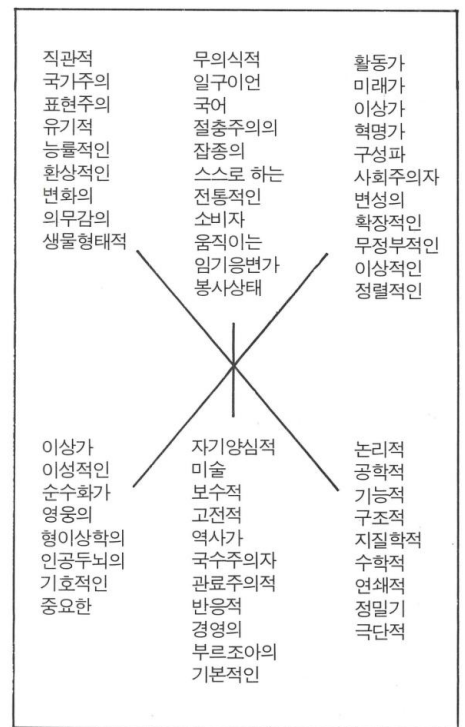 직관적
국가주의
표현주의
유기적
능률적인
환상적인
변화의
의무감의
생물형태적
무의식적
일구이언
국어
절충주의의
잡종의
스스로 하는
전통적인
소비자
움직이는
임기응변가
봉사상태
활동가
미래가
이상가
혁명가
구성파
사회주의자
변성의
확장적인
무정부적인
이상적인
정렬적인
이상가
이성적인
순수화가
영웅의
형이상학의
인공두뇌의
기호적인
중요한
자기양심적
미술
보수적
고전적
역사가
국수주의자
관료주의적
반응적
경영의
부르조아의
기본적인
논리적
공학적
기능적
구조적
지질학적
수학적
연쇄적
정밀기
극단적